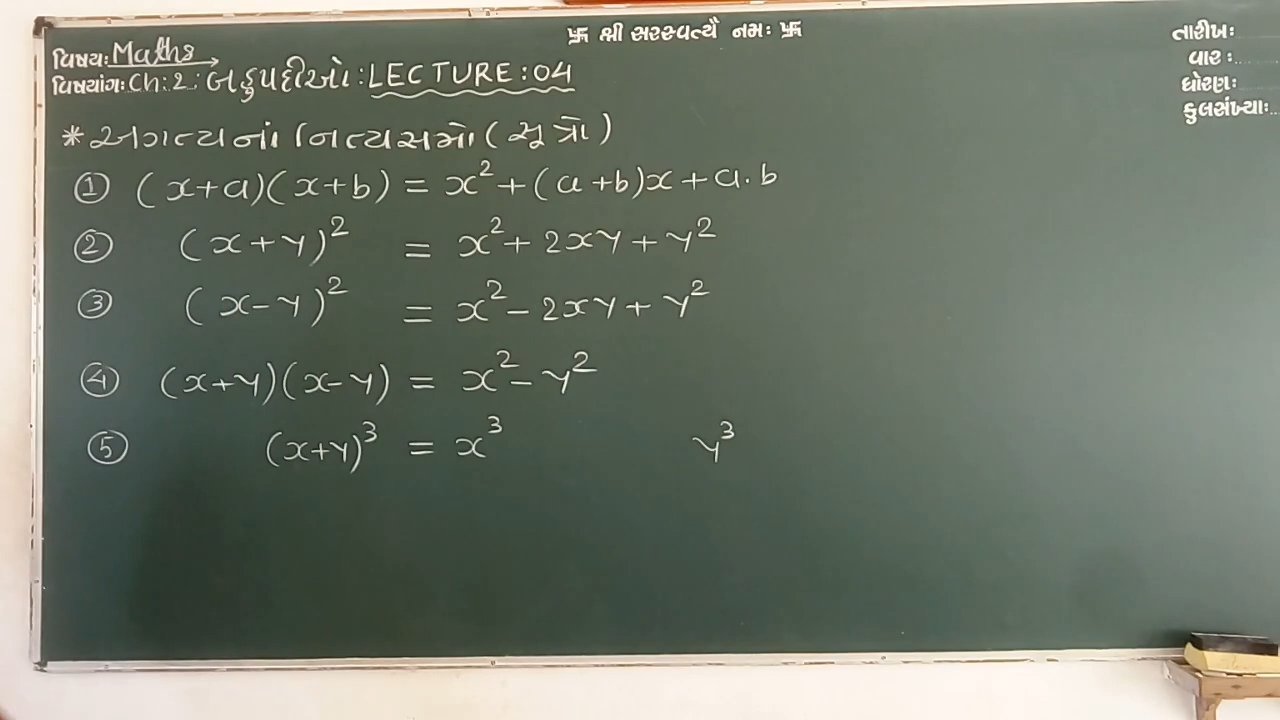 卐 શ્રી સરસ્વત્યૈ નમઃ 卐
તારીખઃ
વારઃ
ધોરણઃ
કુલસંખ્યાઃ
વિષયઃ Maths
વિષયાંગઃ Ch:2: બહુપદીઓ : LECTURE : 04
* અગત્યનાં નિત્યસમો (સૂત્રો)
① (x+a)(x+b) = x² + (a+b)x + a.b
② (x+y)² = x² + 2xy + y²
③ (x-y)² = x² - 2xy + y²
④ (x+y)(x-y) = x² - y²
⑤ (x+y)³ = x³ y³